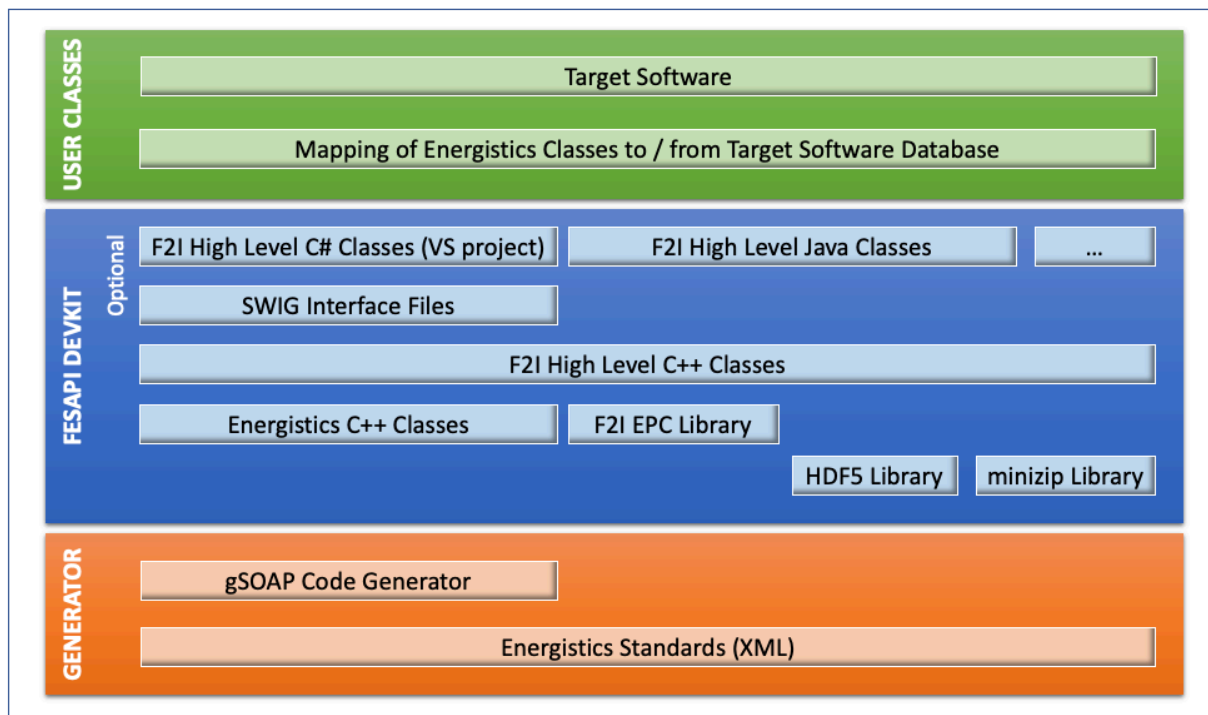 USER CLASSES
Target Software
Mapping of Energistics Classes to / from Target Software Database
FESAPI DEVKIT
Optional
F2I High Level C# Classes (VS project)
F2I High Level Java Classes
...
SWIG Interface Files
F2I High Level C++ Classes
Energistics C++ Classes
F2I EPC Library
HDF5 Library
minizip Library
GENERATOR
gSOAP Code Generator
Energistics Standards (XML)